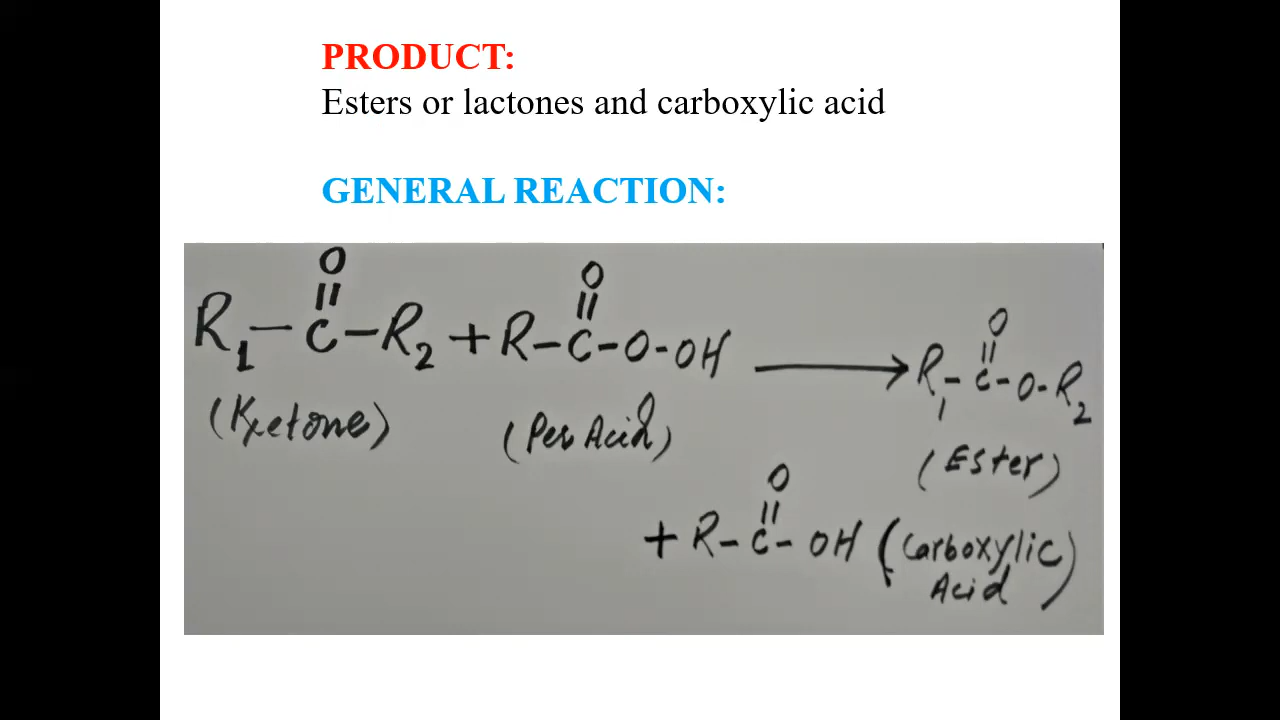 PRODUCT:
Esters or lactones and carboxylic acid
GENERAL REACTION:
O
||
R1—C—R2
+
O
||
R–C–O-OH
⟶
O
||
R1–C–O–R2
(Ketone)
(Per Acid)
(Ester)
O
||
+ R–C–OH (Carboxylic
Acid)